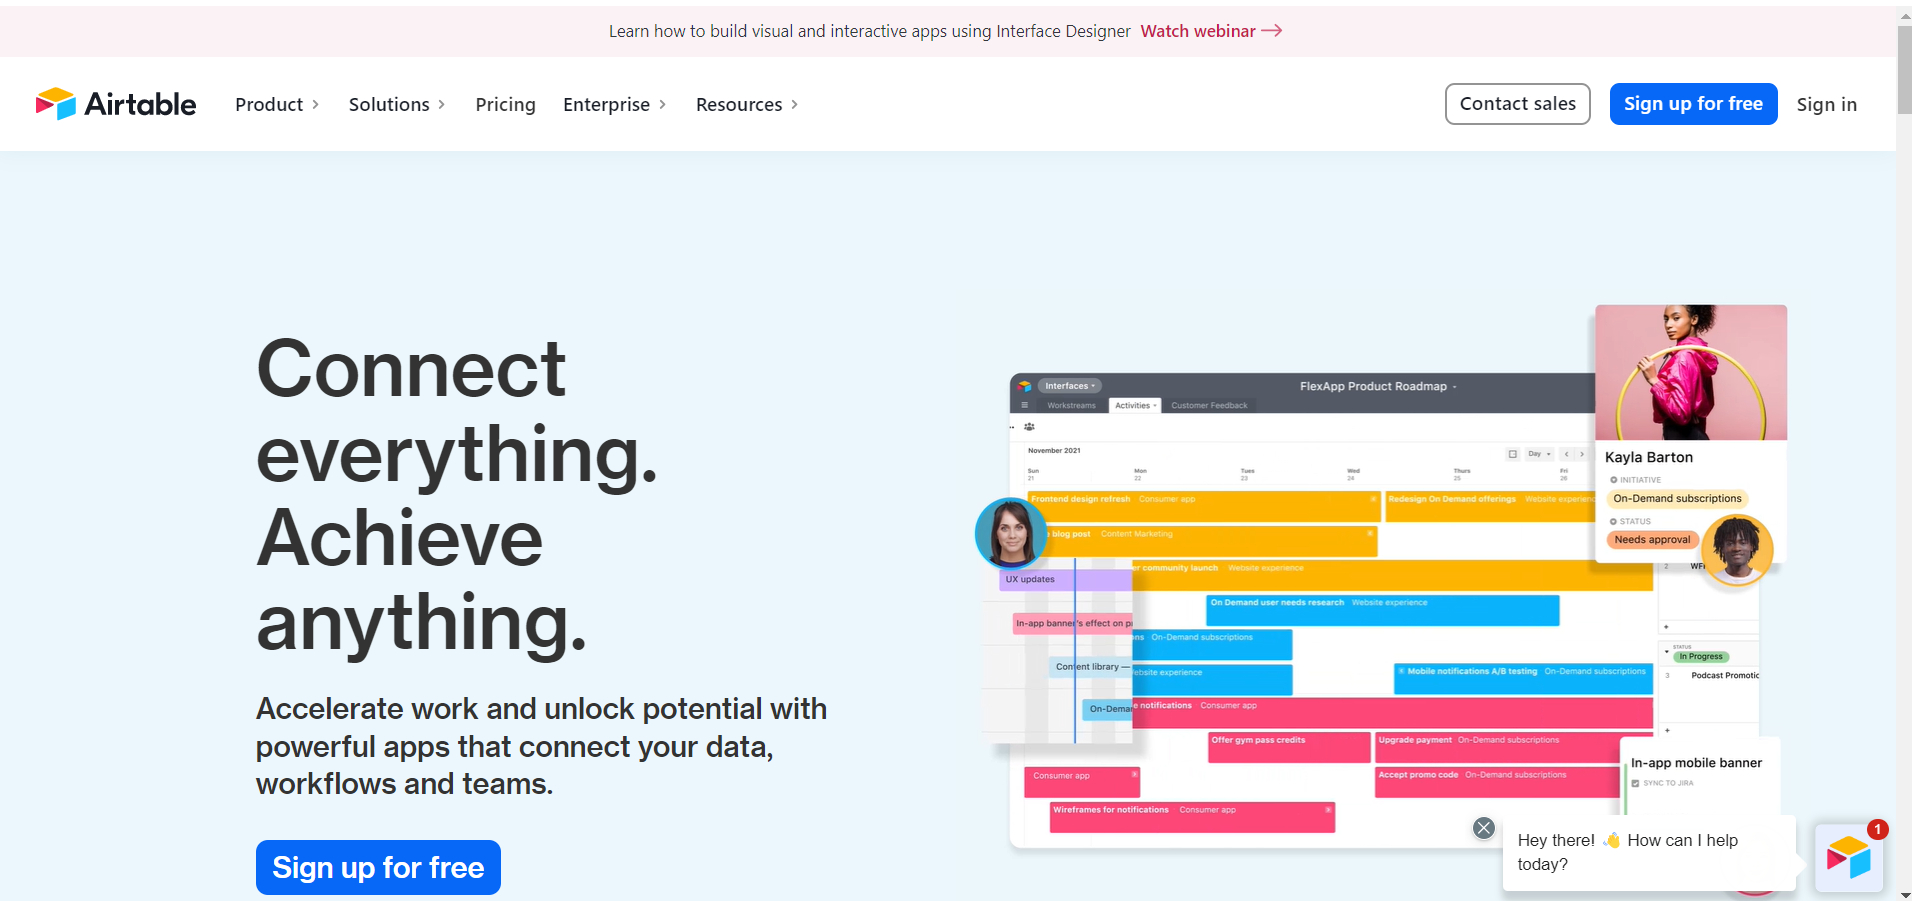 Learn how to build visual and interactive apps using Interface Designer Watch webinar
Airtable Product Solutions Pricing Enterprise Resources Contact sales Sign up for free Sign in
Connect
everything.
Achieve
anything.
Accelerate work and unlock potential with
powerful apps that connect your data,
workflows and teams.
Sign up for free
Interfaces
FlexApp Product Roadmap
Workstreams Activities Customer Feedback
November 2021
Day
Sun Mon Tues Wed Thurs Fri
21 22 23 24 25 26
Frontend design refresh Consumer app
Redesign On Demand offerings Website experienc
blog post Content Marketing
er community launch Website experience
UX updates
On Demand user needs research Website experience
In-app banner's effect on p
ns On-Demand subscriptions
Content library —
ebsite experience
Mobile notifications A/B testing On-Demand subscriptions
On-Deman
e notifications Consumer app
Offer gym pass credits
Upgrade payment On-Demand subscriptions
Consumer app
Accept promo code On-Demand subscriptions
Wireframes for notifications Consumer app
Kayla Barton
INITIATIVE
On-Demand subscriptions
STATUS
Needs approval
2 WF
STATUS
In Progress
3 Podcast Promotic
In-app mobile banner
SYNC TO JIRA
Hey there! 👋 How can I help
today?
1